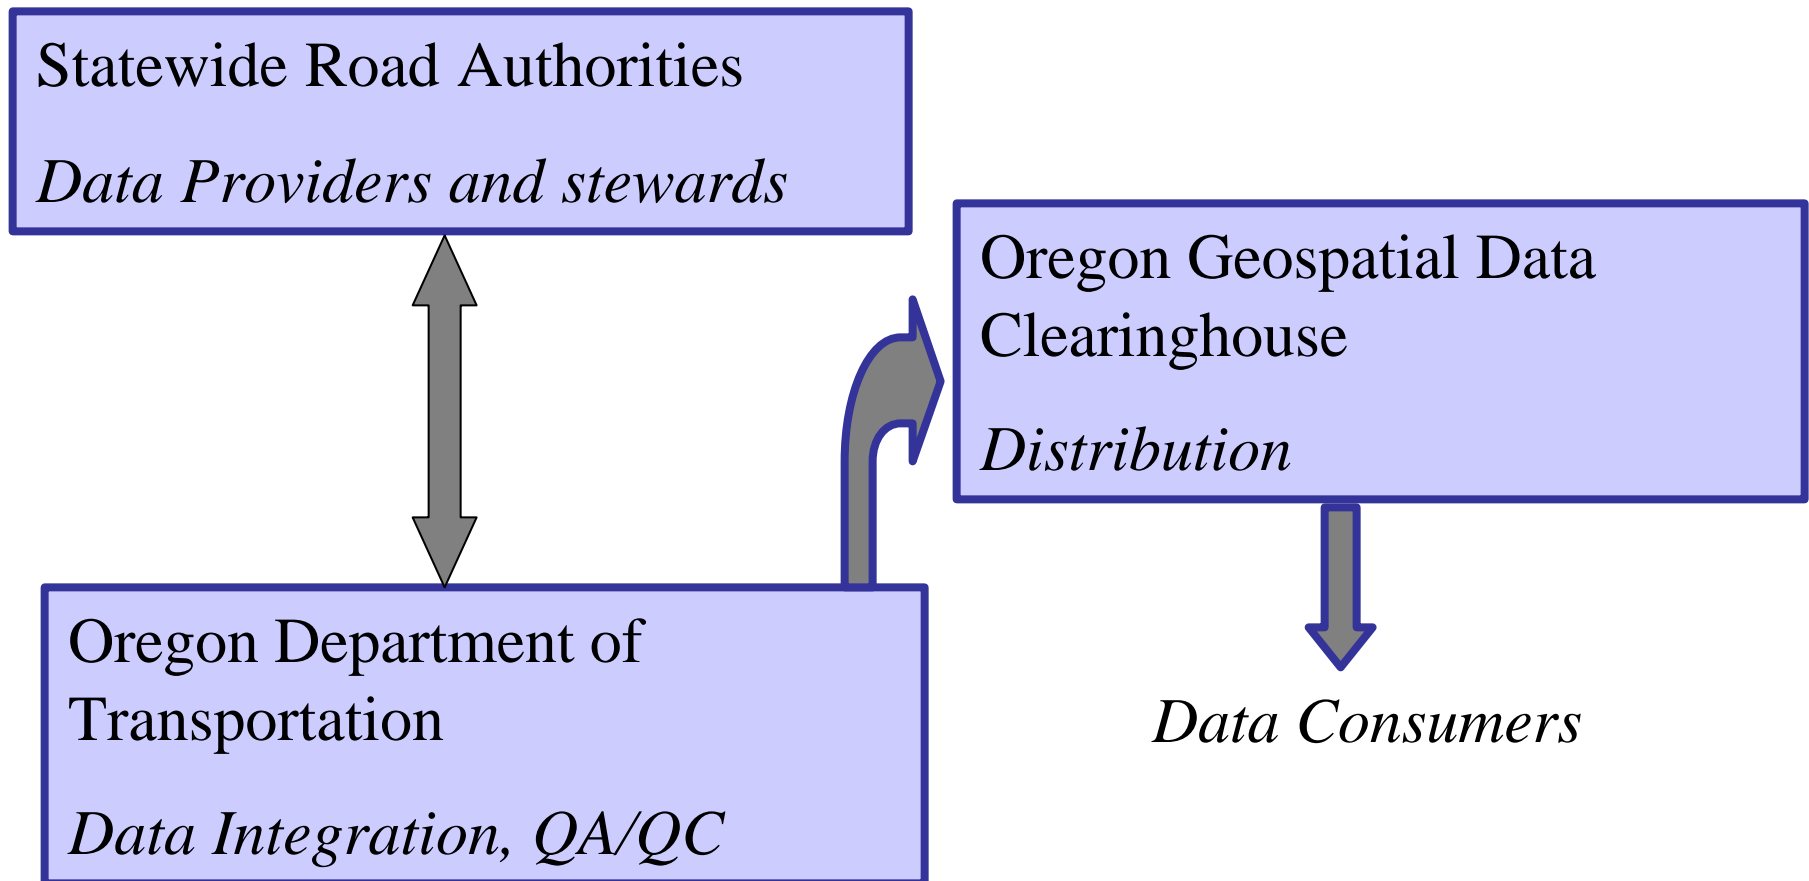 Statewide Road Authorities
Data Providers and stewards
Oregon Geospatial Data
Clearinghouse
Distribution
Oregon Department of
Transportation
Data Integration, QA/QC
Data Consumers